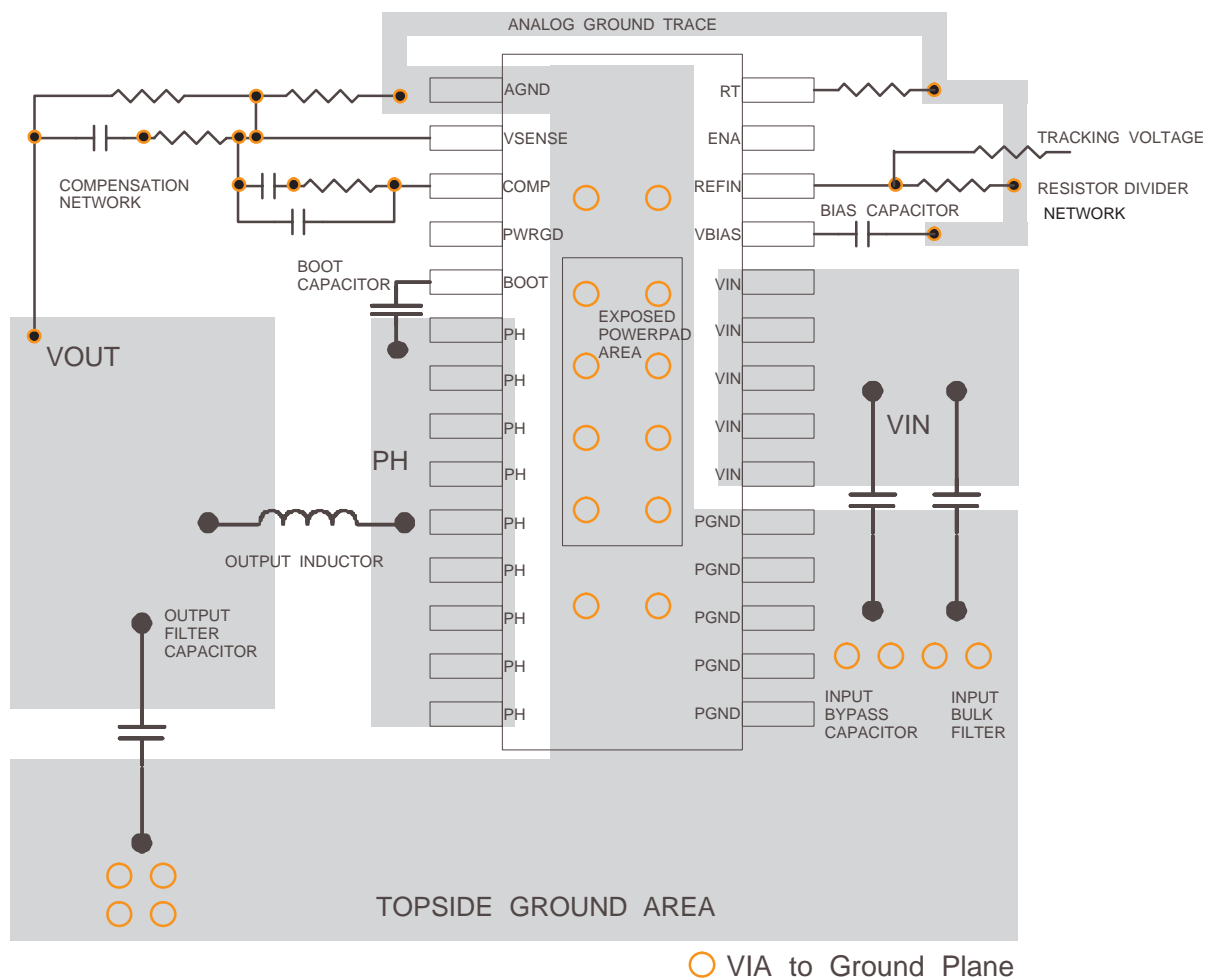 ANALOG GROUND TRACE
AGND
RT
VSENSE
ENA
TRACKING VOLTAGE
COMPENSATION
NETWORK
COMP
REFIN
RESISTOR DIVIDER
NETWORK
BIAS CAPACITOR
PWRGD
VBIAS
BOOT
CAPACITOR
BOOT
VIN
EXPOSED
POWERPAD
AREA
PH
VIN
VOUT
PH
VIN
PH
VIN
VIN
PH
PH
VIN
PH
PGND
OUTPUT INDUCTOR
PH
PGND
OUTPUT
FILTER
CAPACITOR
PH
PGND
PH
PGND
PH
PGND
INPUT
BYPASS
CAPACITOR
INPUT
BULK
FILTER
TOPSIDE GROUND AREA
VIA to Ground Plane